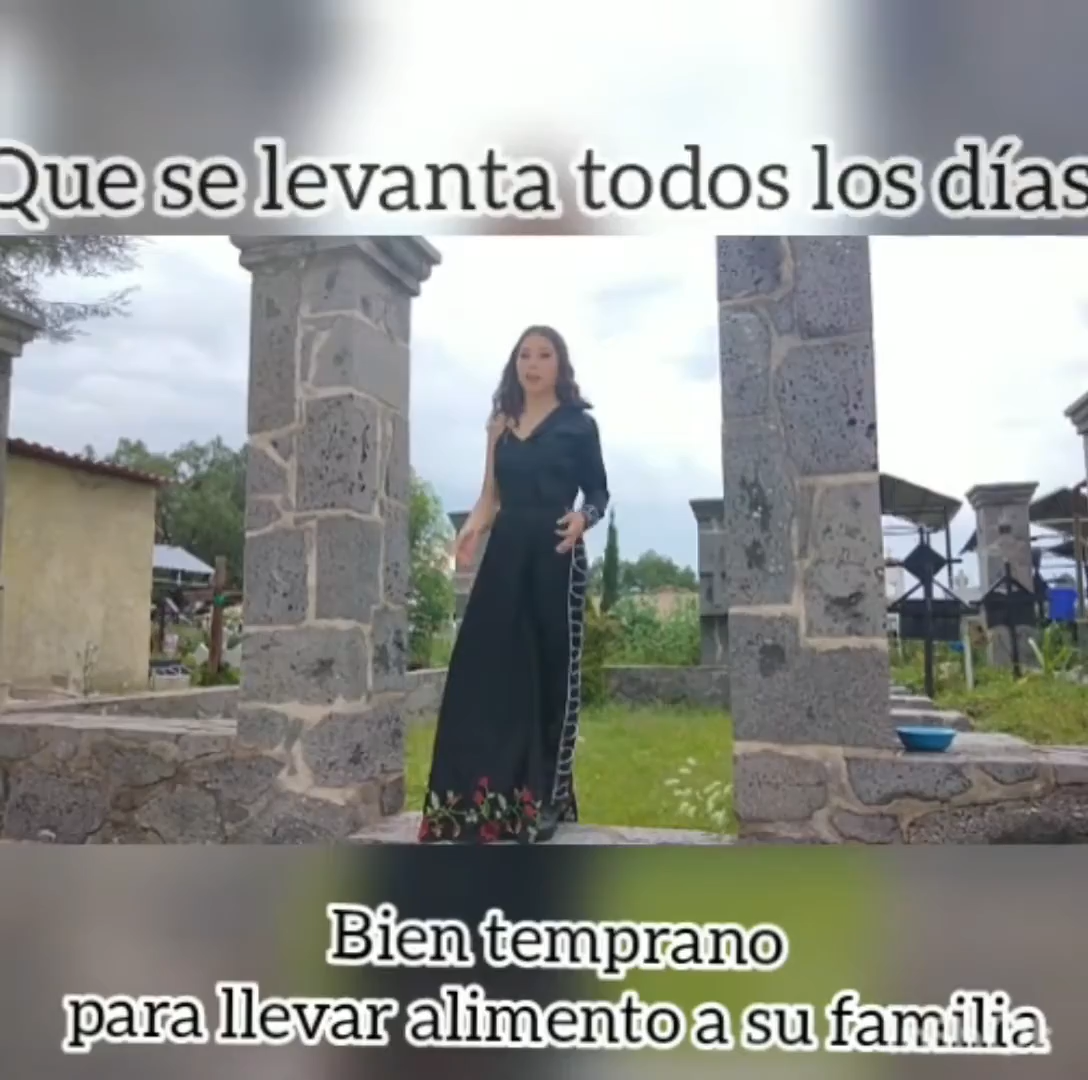 Que se levanta todos los días
Bien temprano
para llevar alimento a su familia